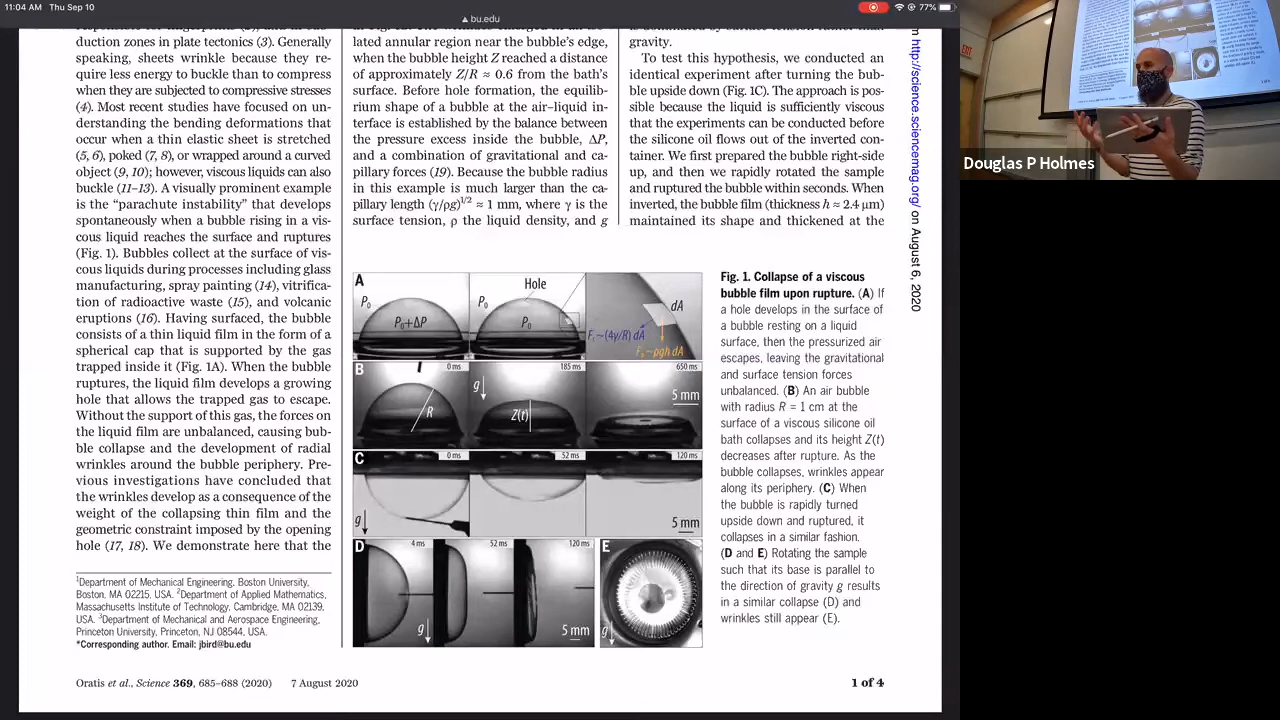 11:04 AM Thu Sep 10
77%
bu.edu
duction zones in plate tectonics (3). Generally
speaking, sheets wrinkle because they re-
quire less energy to buckle than to compress
when they are subjected to compressive stresses
(4). Most recent studies have focused on un-
derstanding the bending deformations that
occur when a thin elastic sheet is stretched
(5, 6), poked (7, 8), or wrapped around a curved
object (9, 10); however, viscous liquids can also
buckle (11–13). A visually prominent example
is the “parachute instability” that develops
spontaneously when a bubble rising in a vis-
cous liquid reaches the surface and ruptures
(Fig. 1). Bubbles collect at the surface of vis-
cous liquids during processes including glass
manufacturing, spray painting (14), vitrifica-
tion of radioactive waste (15), and volcanic
eruptions (16). Having surfaced, the bubble
consists of a thin liquid film in the form of a
spherical cap that is supported by the gas
trapped inside it (Fig. 1A). When the bubble
ruptures, the liquid film develops a growing
hole that allows the trapped gas to escape.
Without the support of this gas, the forces on
the liquid film are unbalanced, causing bub-
ble collapse and the development of radial
wrinkles around the bubble periphery. Pre-
vious investigations have concluded that
the wrinkles develop as a consequence of the
weight of the collapsing thin film and the
geometric constraint imposed by the opening
hole (17, 18). We demonstrate here that the
¹Department of Mechanical Engineering, Boston University,
Boston, MA 02215, USA. ²Department of Applied Mathematics,
Massachusetts Institute of Technology, Cambridge, MA 02139,
USA. ³Department of Mechanical and Aerospace Engineering,
Princeton University, Princeton, NJ 08544, USA.
*Corresponding author. Email: jbird@bu.edu
lated annular region near the bubble’s edge,
when the bubble height Z reaches a distance
of approximately Z/R ≈ 0.6 from the bath’s
surface. Before hole formation, the equilib-
rium shape of a bubble at the air–liquid in-
terface is established by the balance between
the pressure excess inside the bubble, ΔP,
and a combination of gravitational and ca-
pillary forces (19). Because the bubble radius
in this example is much larger than the ca-
pillary length (γ/ρg)^1/2 ≈ 1 mm, where γ is the
surface tension, ρ the liquid density, and g
gravity.
To test this hypothesis, we conducted an
identical experiment after turning the bub-
ble upside down (Fig. 1C). The approach is pos-
sible because the liquid is sufficiently viscous
that the experiments can be conducted before
the silicone oil flows out of the inverted con-
tainer. We first prepared the bubble right-side
up, and then we rapidly rotated the sample
and ruptured the bubble within seconds. When
inverted, the bubble film (thickness h ≈ 2.4 μm)
maintained its shape and thickened at the
A
P₀
P₀+ΔP
P₀
Hole
P₀
dA
~(4γ/R) dA
~ρgh dA
B
0 ms
R
g
185 ms
Z(t)
650 ms
5 mm
C
0 ms
g
52 ms
120 ms
5 mm
D
4 ms
g
52 ms
120 ms
5 mm
E
g
Fig. 1. Collapse of a viscous
bubble film upon rupture. (A) If
a hole develops in the surface of
a bubble resting on a liquid
surface, then the pressurized air
escapes, leaving the gravitational
and surface tension forces
unbalanced. (B) An air bubble
with radius R = 1 cm at the
surface of a viscous silicone oil
bath collapses and its height Z(t)
decreases after rupture. As the
bubble collapses, wrinkles appear
along its periphery. (C) When
the bubble is rapidly turned
upside down and ruptured, it
collapses in a similar fashion.
(D and E) Rotating the sample
such that its base is parallel to
the direction of gravity g results
in a similar collapse (D) and
wrinkles still appear (E).
http://science.sciencemag.org/ on August 6, 2020
Oratis et al., Science 369, 685–688 (2020) 7 August 2020
1 of 4
Douglas P Holmes
EXIT